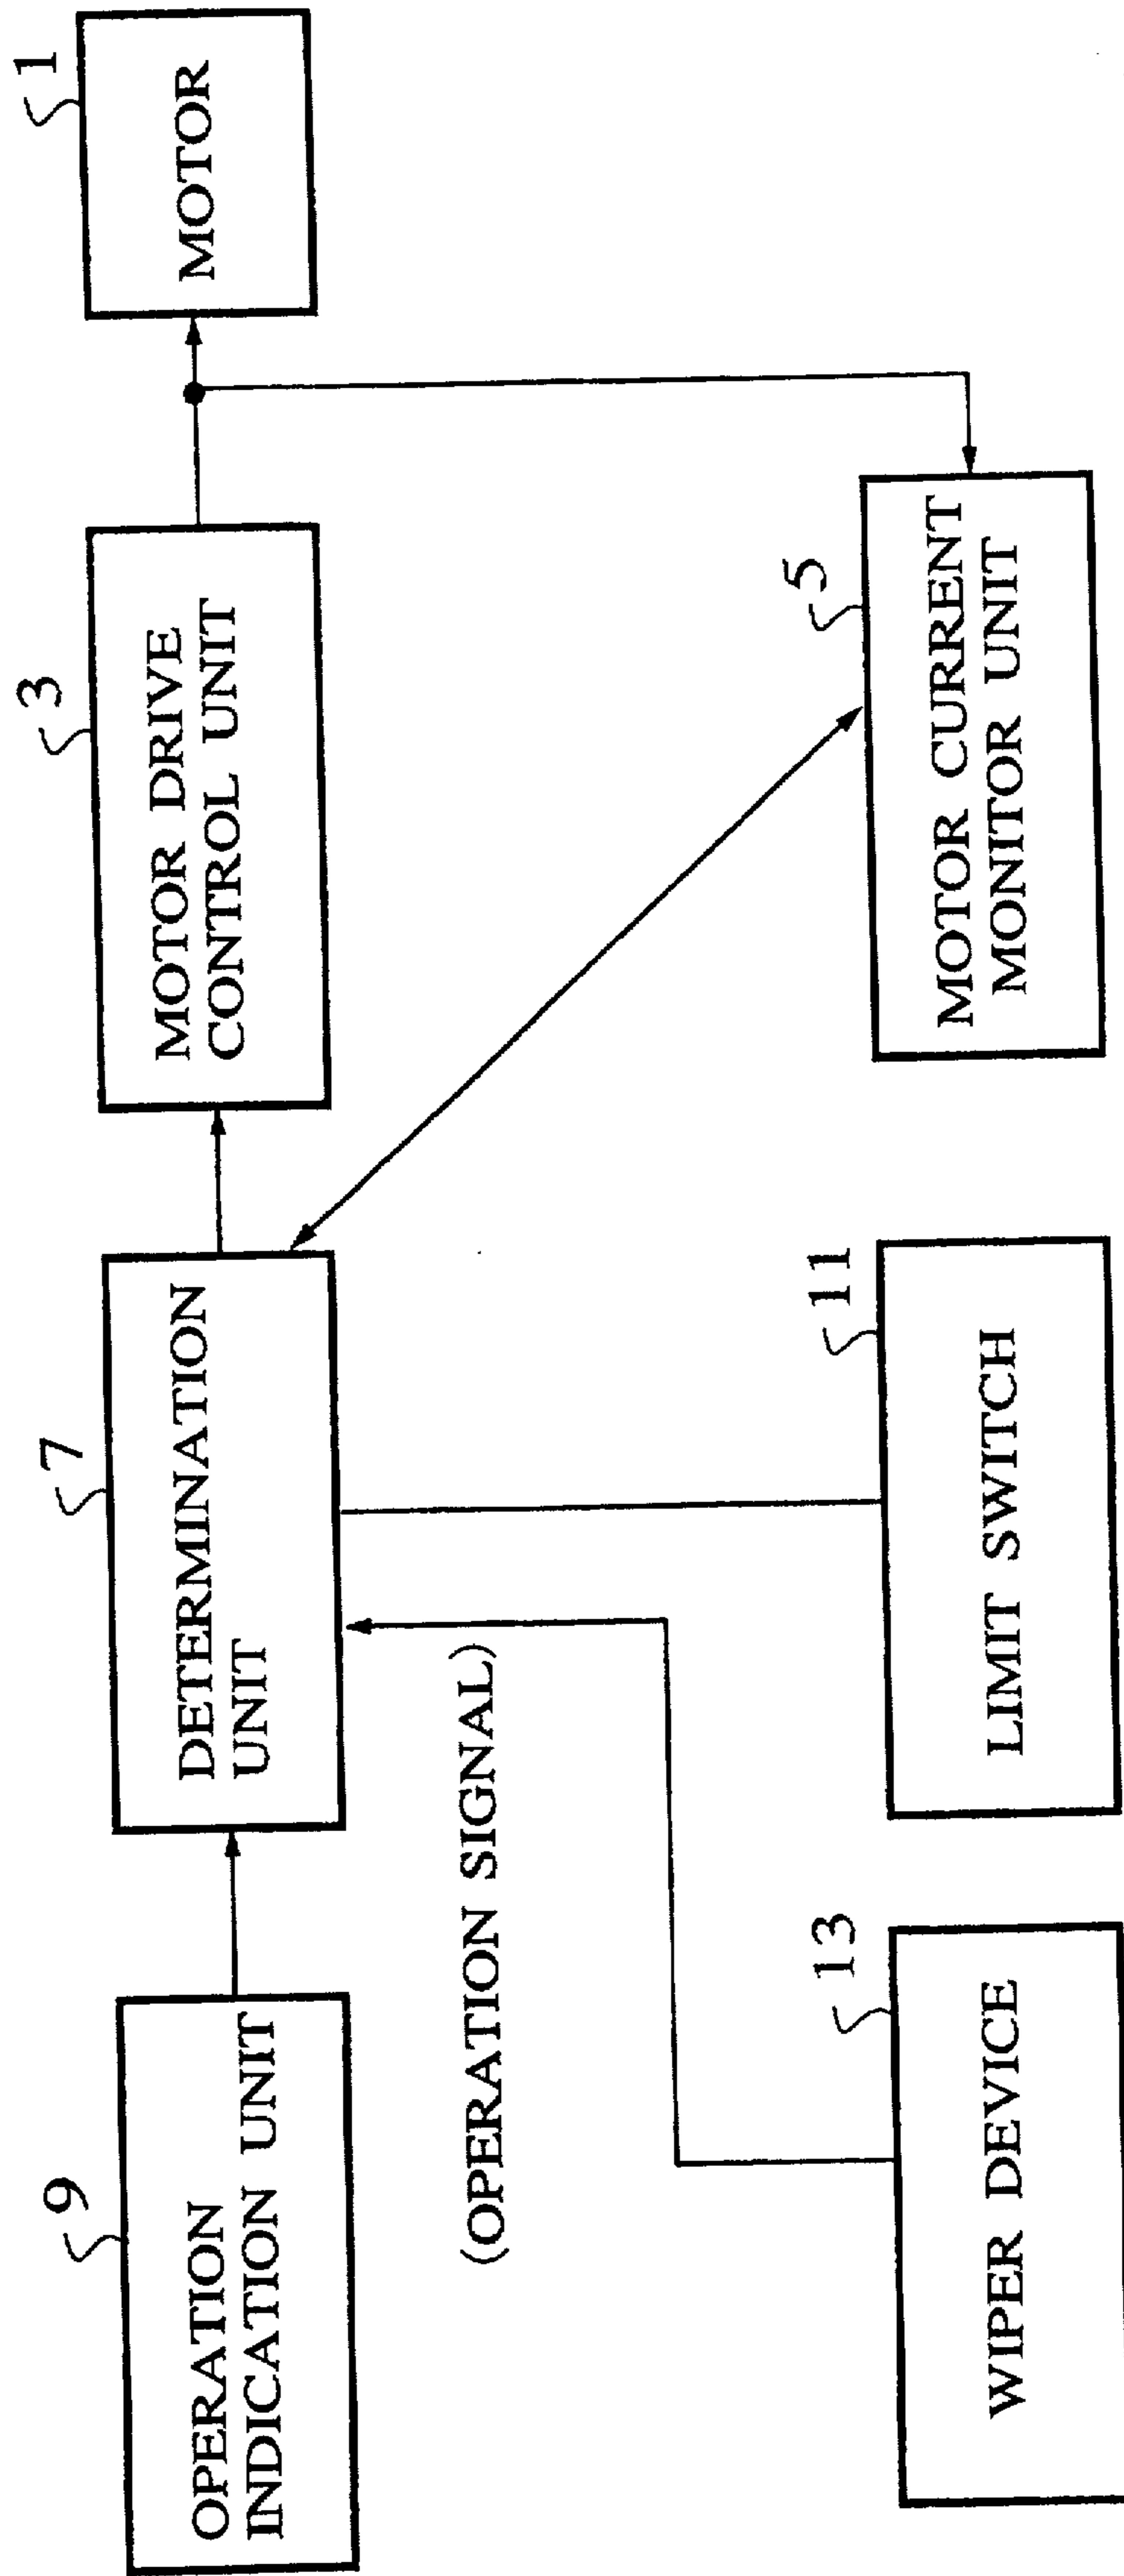 9
OPERATION
INDICATION UNIT
7
DETERMINATION
UNIT
3
MOTOR DRIVE
CONTROL UNIT
1
MOTOR
(OPERATION SIGNAL)
13
WIPER DEVICE
11
LIMIT SWITCH
5
MOTOR CURRENT
MONITOR UNIT